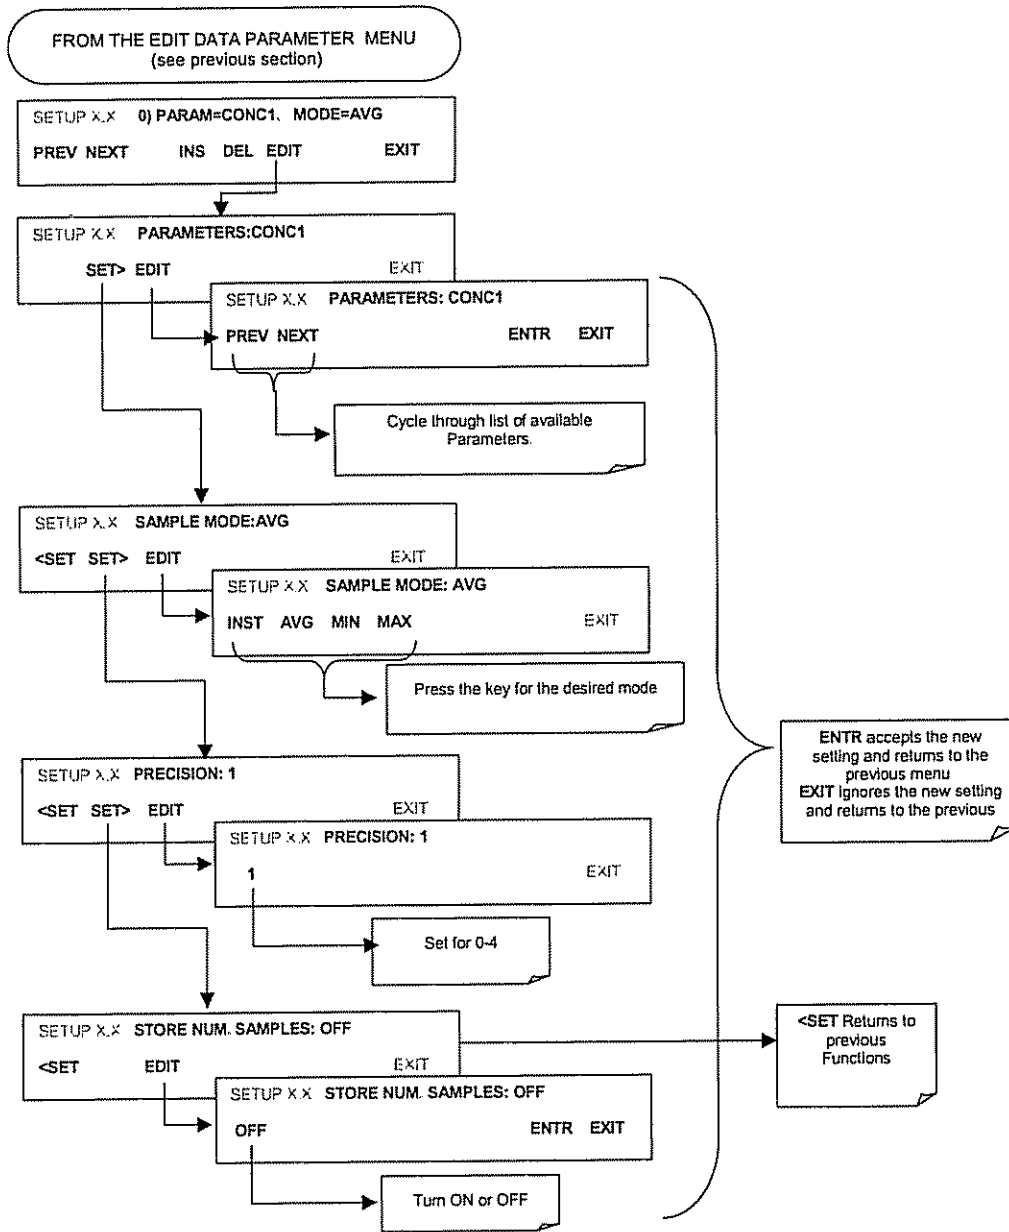 FROM THE EDIT DATA PARAMETER MENU
(see previous section)
SETUP X.X 0) PARAM=CONC1, MODE=AVG
PREV NEXT INS DEL EDIT EXIT
SETUP X.X PARAMETERS:CONC1
SET> EDIT EXIT
SETUP X.X PARAMETERS: CONC1
PREV NEXT ENTR EXIT
Cycle through list of available
Parameters.
SETUP X.X SAMPLE MODE:AVG
<SET SET> EDIT EXIT
SETUP X.X SAMPLE MODE: AVG
INST AVG MIN MAX EXIT
Press the key for the desired mode
ENTR accepts the new
setting and returns to the
previous menu
EXIT ignores the new setting
and returns to the previous
SETUP X.X PRECISION: 1
<SET SET> EDIT EXIT
SETUP X.X PRECISION: 1
1 EXIT
Set for 0-4
SETUP X.X STORE NUM. SAMPLES: OFF
<SET EDIT EXIT
<SET Returns to
previous
Functions
SETUP X.X STORE NUM. SAMPLES: OFF
OFF ENTR EXIT
Turn ON or OFF